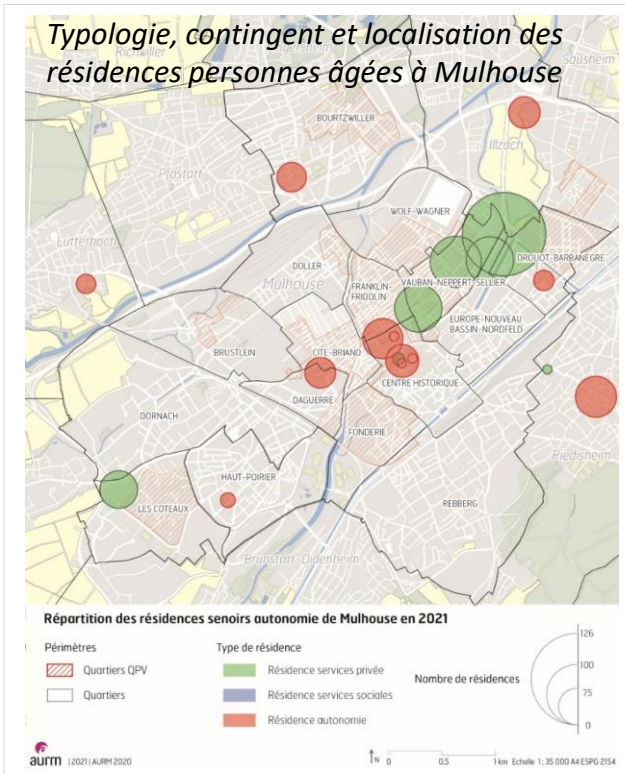 Typologie, contingent et localisation des
résidences personnes âgées à Mulhouse
Richwiller
Sausheim
BOURTZWILLER
Illzach
Pfastatt
WOLF-WAGNER
Lutterbach
DOLLER
DROUOT-BARBANEGRE
FRANKLIN-
FRIDOLIN
VAUBAN-NEPPERT-SELLIER
Mulhouse
EUROPE-NOUVEAU
BASSIN-NORDFELD
BRUSTLEIN
CITE-BRIAND
CENTRE HISTORIQUE
DAGUERRE
DORNACH
FONDERIE
Riedisheim
HAUT-POIRIER
LES COTEAUX
REBBERG
Brunstatt-Didenheim
Répartition des résidences senoirs autonomie de Mulhouse en 2021
Périmètres
Quartiers QPV
Quartiers
Type de résidence
Résidence services privée
Résidence services sociales
Résidence autonomie
Nombre de résidences
126
100
75
0
aurm | 2021 | AURM 2020
N 0 0.5 1 km Echelle 1: 35 000 A4 ESPG 2154